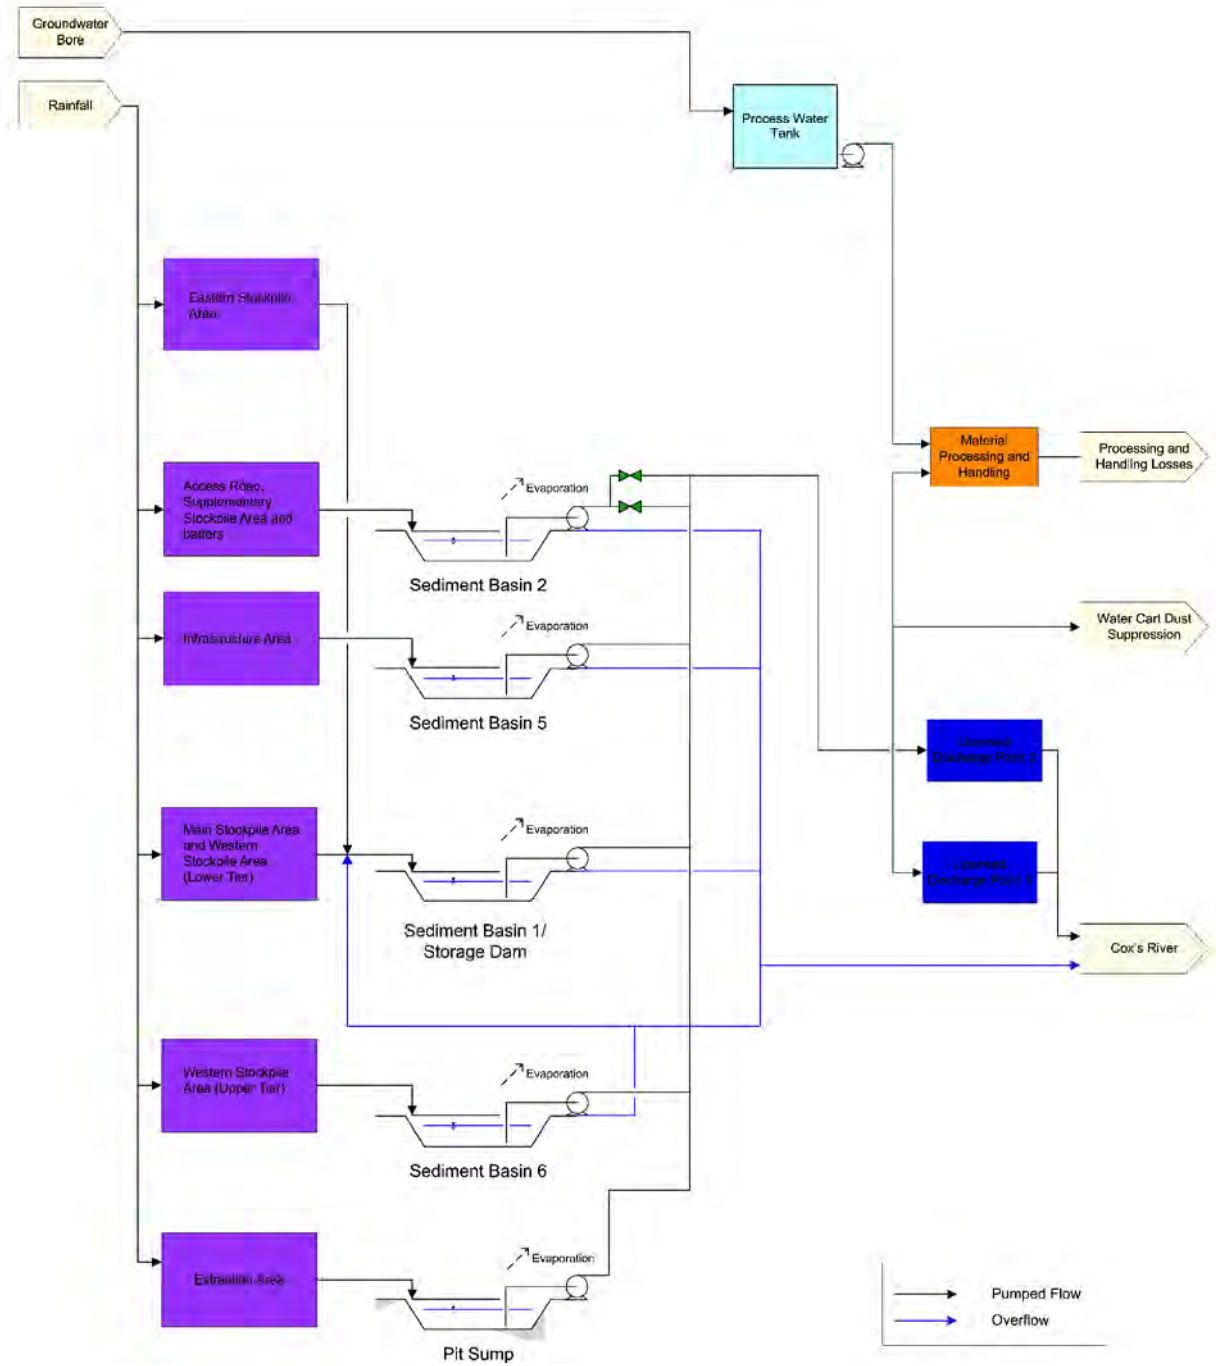 Groundwater
Bore
Rainfall
Process Water
Tank
Eastern Stockpile
Area
Access Road,
Supplementary
Stockpile Area and
batters
Evaporation
Sediment Basin 2
Material
Processing and
Handling
Processing and
Handling Losses
Infrastructure Area
Evaporation
Sediment Basin 5
Water Cart Dust
Suppression
Licensed
Discharge Point 2
Main Stockpile Area
and Western
Stockpile Area
(Lower Tier)
Evaporation
Sediment Basin 1/
Storage Dam
Licensed
Discharge Point 1
Cox's River
Western Stockpile
Area (Upper Tier)
Evaporation
Sediment Basin 6
Extraction Area
Evaporation
Pit Sump
Pumped Flow
Overflow